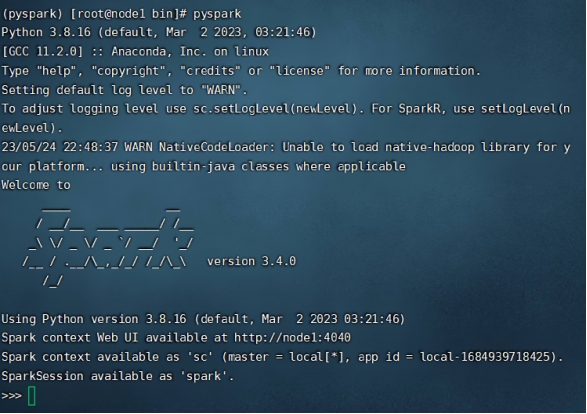 (pyspark) [root@node1 bin]# pyspark
Python 3.8.16 (default, Mar  2 2023, 03:21:46)
[GCC 11.2.0] :: Anaconda, Inc. on linux
Type "help", "copyright", "credits" or "license" for more information.
Setting default log level to "WARN".
To adjust logging level use sc.setLogLevel(newLevel). For SparkR, use setLogLevel(n
ewLevel).
23/05/24 22:48:37 WARN NativeCodeLoader: Unable to load native-hadoop library for y
our platform... using builtin-java classes where applicable
Welcome to
      ____              __
     / __/__  ___ _____/ /__
    _\ \/ _ \/ _ `/ __/  '_/
   /__ / .__/\_,_/_/ /_/\_\   version 3.4.0
      /_/
Using Python version 3.8.16 (default, Mar  2 2023 03:21:46)
Spark context Web UI available at http://node1:4040
Spark context available as 'sc' (master = local[*], app id = local-1684939718425).
SparkSession available as 'spark'.
>>>